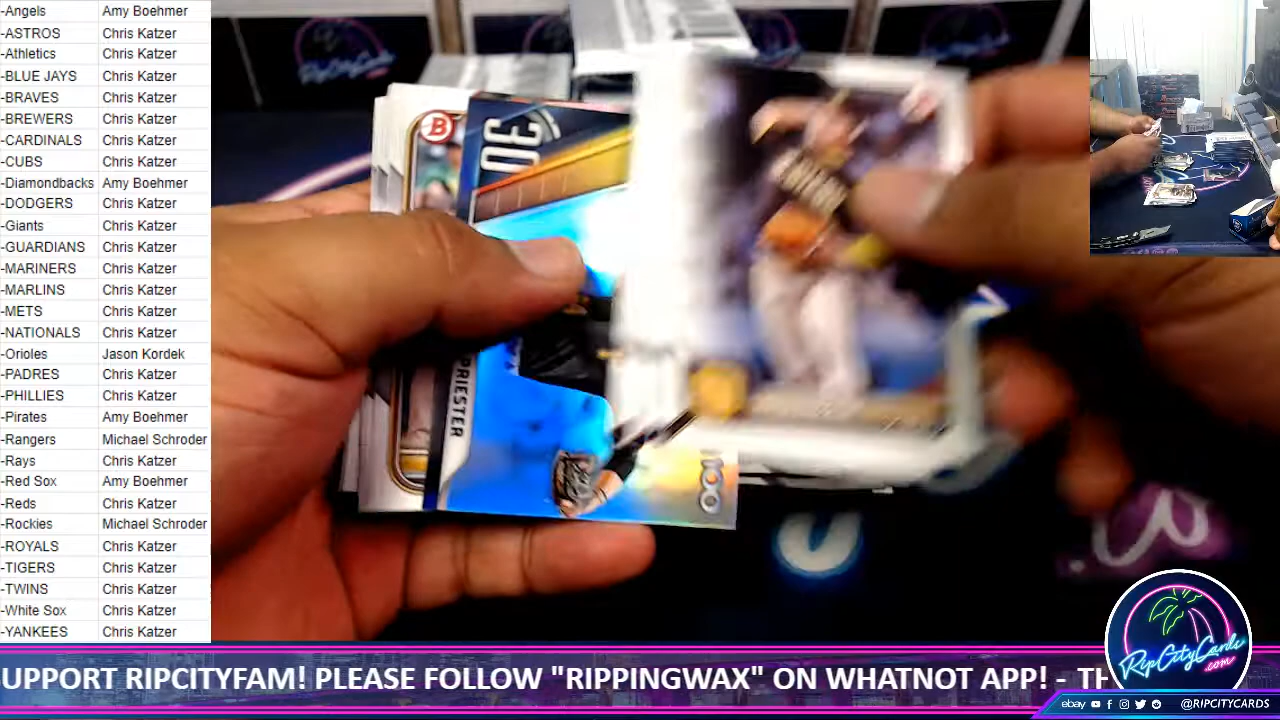 -Angels Amy Boehmer
-ASTROS Chris Katzer
-Athletics Chris Katzer
-BLUE JAYS Chris Katzer
-BRAVES Chris Katzer
-BREWERS Chris Katzer
-CARDINALS Chris Katzer
-CUBS Chris Katzer
-Diamondbacks Amy Boehmer
-DODGERS Chris Katzer
-Giants Chris Katzer
-GUARDIANS Chris Katzer
-MARINERS Chris Katzer
-MARLINS Chris Katzer
-METS Chris Katzer
-NATIONALS Chris Katzer
-Orioles Jason Kordek
-PADRES Chris Katzer
-PHILLIES Chris Katzer
-Pirates Amy Boehmer
-Rangers Michael Schroder
-Rays Chris Katzer
-Red Sox Amy Boehmer
-Reds Chris Katzer
-Rockies Michael Schroder
-ROYALS Chris Katzer
-TIGERS Chris Katzer
-TWINS Chris Katzer
-White Sox Chris Katzer
-YANKEES Chris Katzer
RipCityCards
B
30
PRIESTER
RipCityCards
.com
UPPORT RIPCITYFAM! PLEASE FOLLOW "RIPPINGWAX" ON WHATNOT APP! - TH
ebay @RIPCITYCARDS